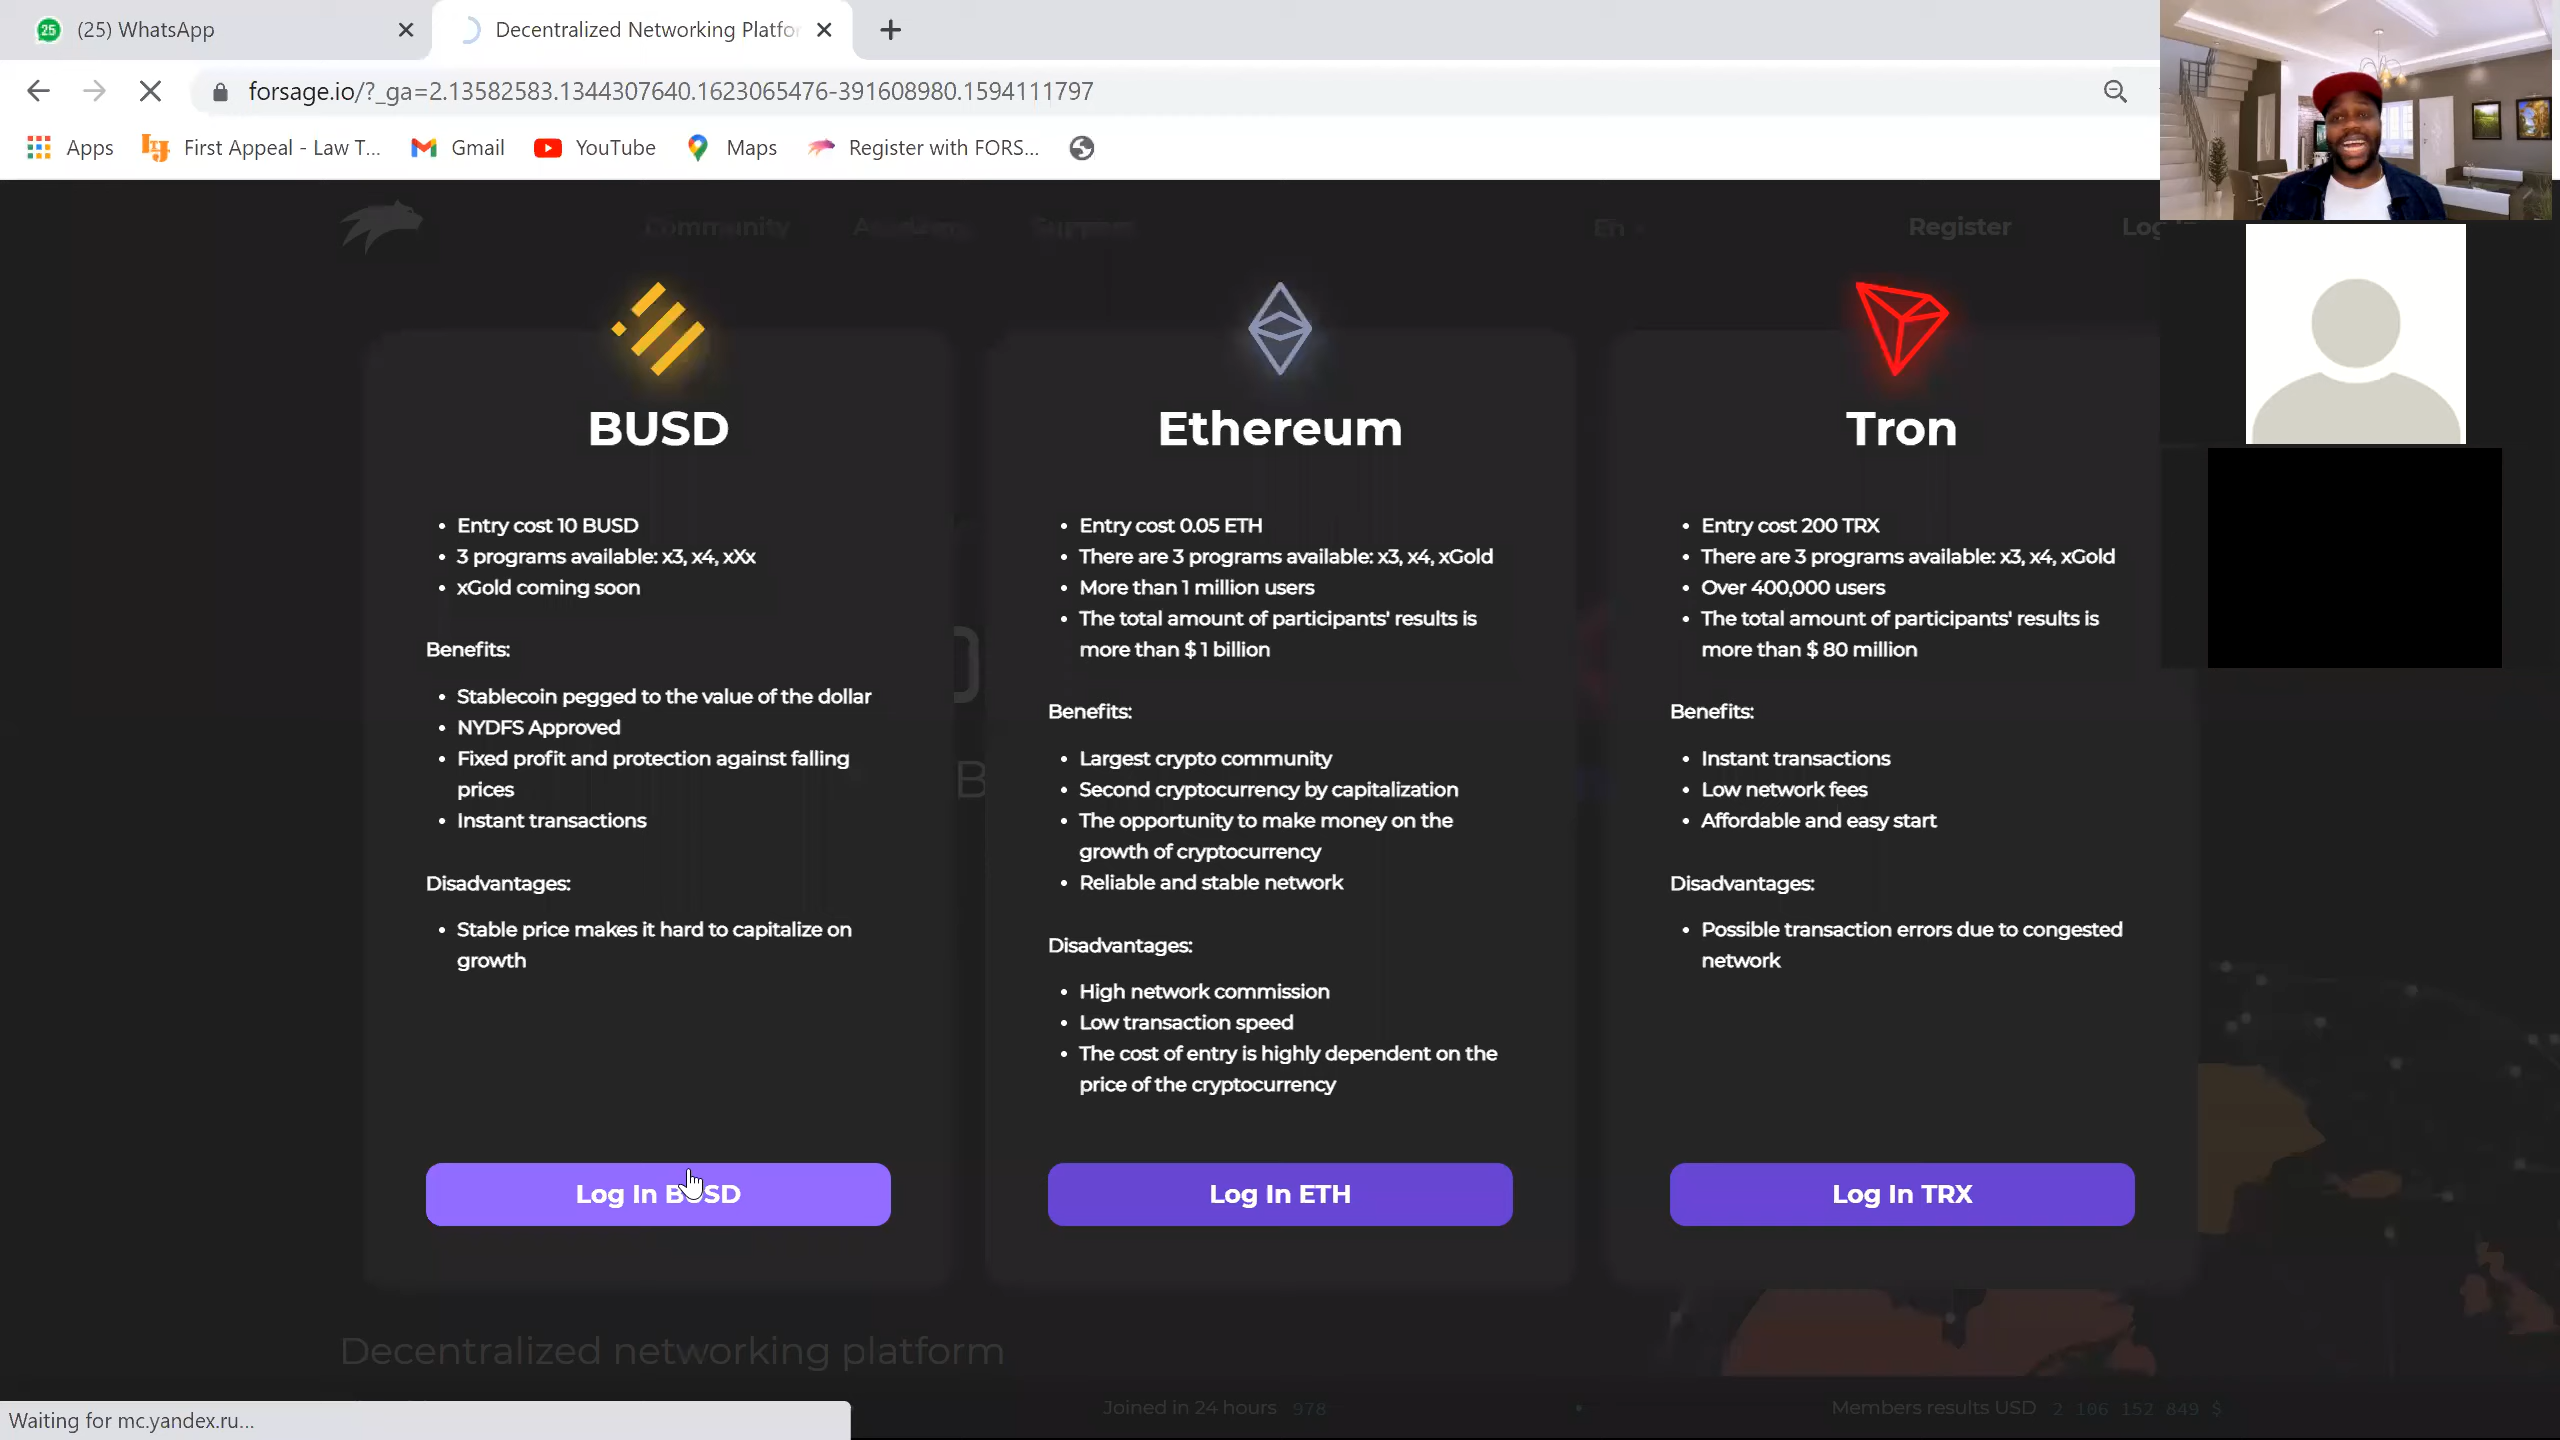 (25) WhatsApp
Decentralized Networking Platfo
forsage.io/?_ga=2.13582583.1344307640.1623065476-391608980.1594111797
Apps
First Appeal - Law T...
Gmail
YouTube
Maps
Register with FORS...
Community
Academy
Support
En
Register
Log
BUSD
Entry cost 10 BUSD
3 programs available: x3, x4, xXx
xGold coming soon
Benefits:
Stablecoin pegged to the value of the dollar
NYDFS Approved
Fixed profit and protection against falling
prices
Instant transactions
Disadvantages:
Stable price makes it hard to capitalize on
growth
Log In BUSD
Ethereum
Entry cost 0.05 ETH
There are 3 programs available: x3, x4, xGold
More than 1 million users
The total amount of participants' results is
more than $ 1 billion
Benefits:
Largest crypto community
Second cryptocurrency by capitalization
The opportunity to make money on the
growth of cryptocurrency
Reliable and stable network
Disadvantages:
High network commission
Low transaction speed
The cost of entry is highly dependent on the
price of the cryptocurrency
Log In ETH
Tron
Entry cost 200 TRX
There are 3 programs available: x3, x4, xGold
Over 400,000 users
The total amount of participants' results is
more than $ 80 million
Benefits:
Instant transactions
Low network fees
Affordable and easy start
Disadvantages:
Possible transaction errors due to congested
network
Log In TRX
Decentralized networking platform
Joined in 24 hours 978
Members results USD 2 106 152 849 $
Waiting for mc.yandex.ru...